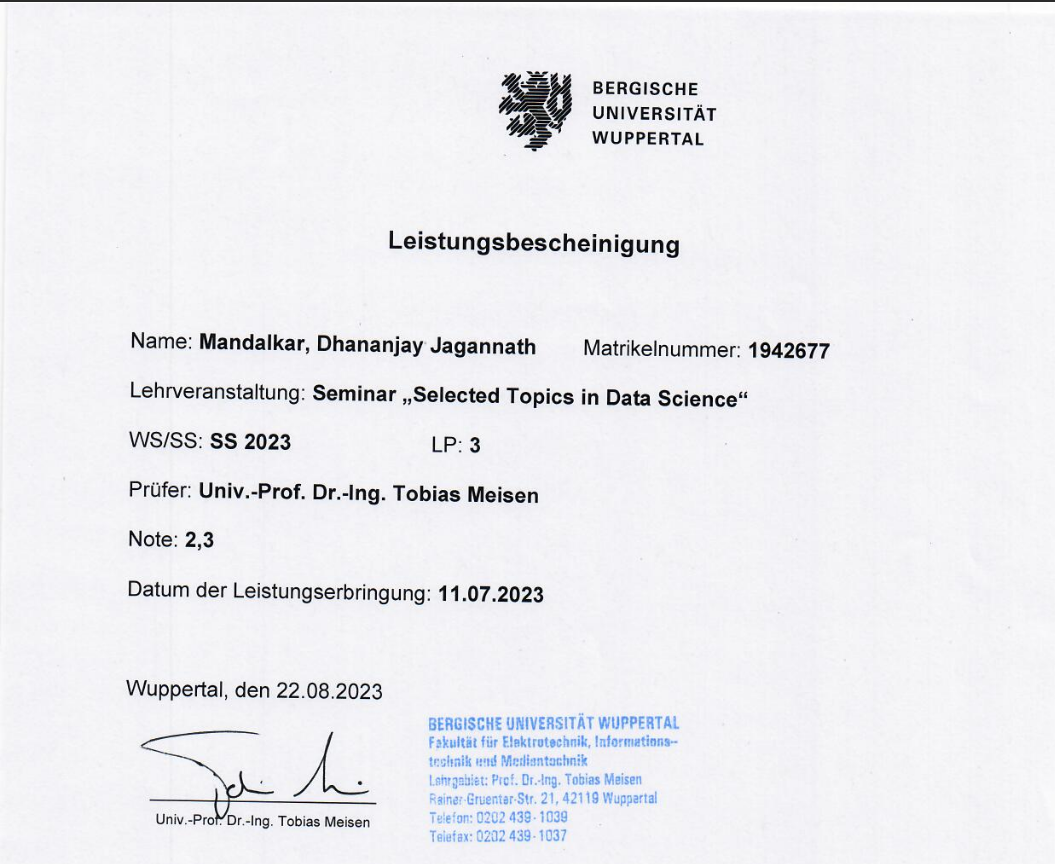 BERGISCHE
UNIVERSITÄT
WUPPERTAL
Leistungsbescheinigung
Name: Mandalkar, Dhananjay Jagannath Matrikelnummer: 1942677
Lehrveranstaltung: Seminar „Selected Topics in Data Science“
WS/SS: SS 2023 LP: 3
Prüfer: Univ.-Prof. Dr.-Ing. Tobias Meisen
Note: 2,3
Datum der Leistungserbringung: 11.07.2023
Wuppertal, den 22.08.2023
Univ.-Prof. Dr.-Ing. Tobias Meisen
BERGISCHE UNIVERSITÄT WUPPERTAL
Fakultät für Elektrotechnik, Informations-
technik und Medientechnik
Lehrgebiet: Prof. Dr.-Ing. Tobias Meisen
Rainer-Gruenter-Str. 21, 42119 Wuppertal
Telefon: 0202 439-1039
Telefax: 0202 439-1037